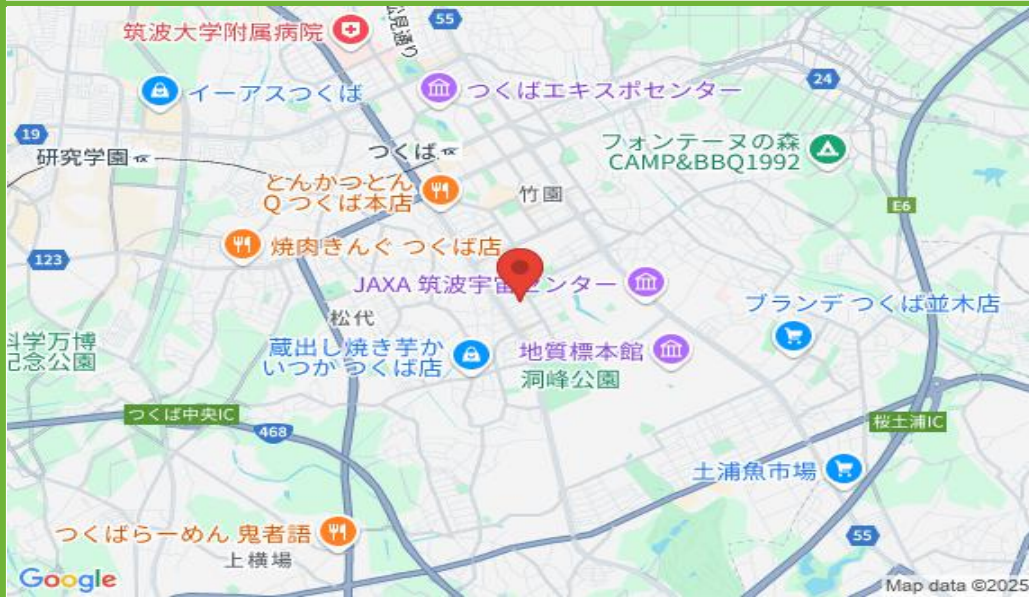 筑波大学附属病院
55
公見通り
24
イーアスつくば
つくばエキスポセンター
19
研究学園
つくば
フォンテーヌの森
CAMP&BBQ1992
とんかつとん
Q つくば本店
竹園
E6
123
焼肉きんぐ つくば店
JAXA 筑波宇宙センター
ブランデ つくば並木店
松代
科学万博
記念公園
蔵出し焼き芋か
いつか つくば店
地質標本館
洞峰公園
つくば中央IC
468
桜土浦IC
土浦魚市場
つくばらーめん 鬼者語
上横場
55
Google
Map data ©2025